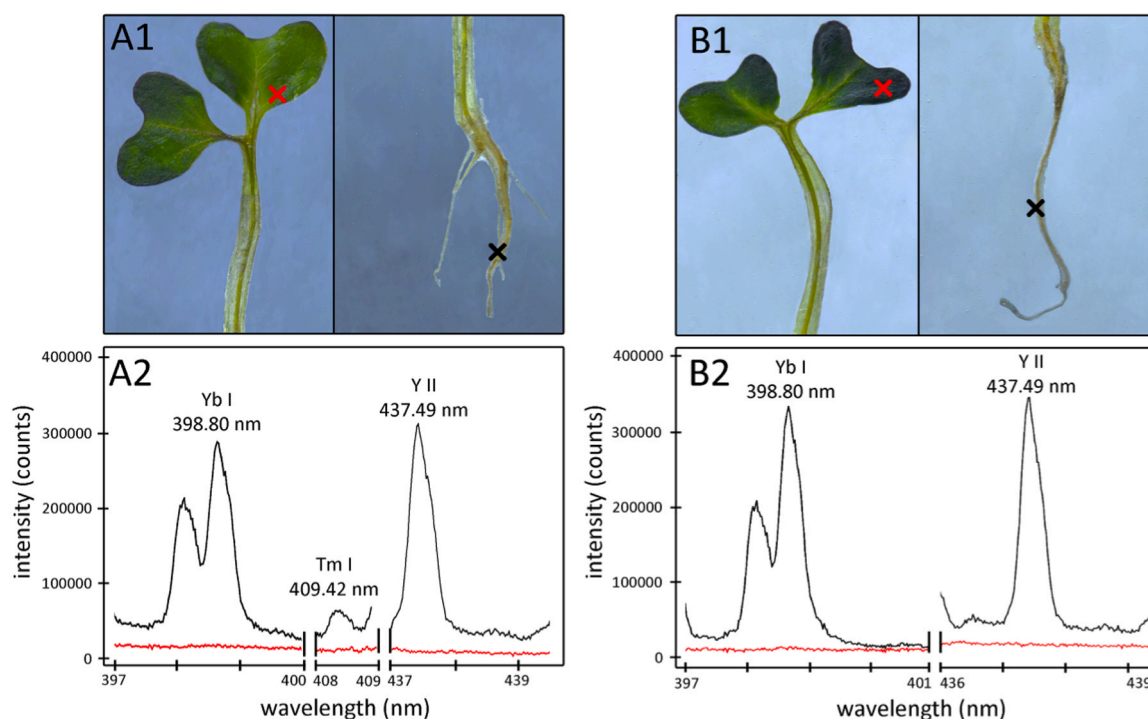 A1
B1
A2
400000
300000
200000
100000
0
intensity (counts)
Yb I
398.80 nm
Tm I
409.42 nm
Y II
437.49 nm
397
400
408
409
437
439
wavelength (nm)
B2
400000
300000
200000
100000
0
intensity (counts)
Yb I
398.80 nm
Y II
437.49 nm
397
401
436
439
wavelength (nm)